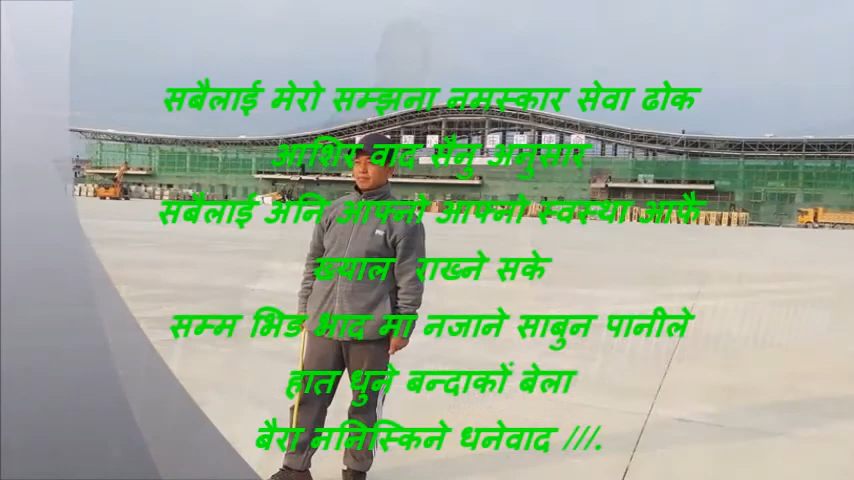 सबैलाई मेरो सम्झना नमस्कार सेवा ढोक
आशिर वाद सैंनु अनुसार
सबैलाई अनि आफ्नो आफ्नो स्वस्था आफै
ख्याल राख्ने सके
सम्म भिड भाद मा नजाने साबुन पानीले
हात धुने बन्दाकों बेला
बैरा ननिस्किने धनेवाद ///.